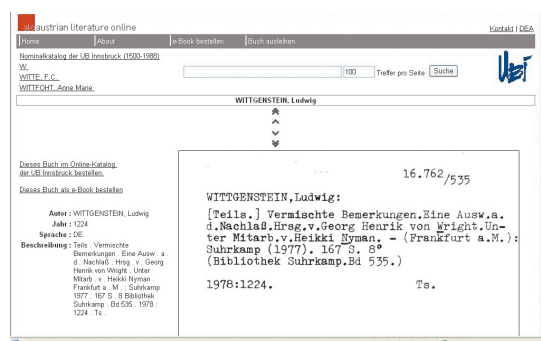 alo austrian literature online
Kontakt | DEA
Home About e-Book bestellen Buch ausleihen
Nominalkatalog der UB Innsbruck (1500-1988)
W.
WITTE, F.C.
WITTFOHT, Anne Marie.
100 Treffer pro Seite Suche
WITTGENSTEIN, Ludwig
Dieses Buch im Online-Katalog
der UB Innsbruck bestellen.
Dieses Buch als e-Book bestellen
Autor : WITTGENSTEIN, Ludwig
Jahr : 1224
Sprache : DE
Beschreibung : Teils . Vermischte
Bemerkungen . Eine Ausw . a
. d . Nachlaß . Hrsg . v . Georg
Henrik von Wright . Unter
Mitarb . v . Heikki Nyman .
Frankfurt a . M . : Suhrkamp
1977 . 167 S . 8 Bibliothek
Suhrkamp . Bd 535 . 1978 :
1224 . Ts .
16.762/535
WITTGENSTEIN,Ludwig:
[Teils.] Vermischte Bemerkungen.Eine Ausw.a.
d.Nachlaß.Hrsg.v.Georg Henrik von Wright.Un-
ter Mitarb.v.Heikki Nyman. - (Frankfurt a.M.):
Suhrkamp (1977). 167 S. 8°
(Bibliothek Suhrkamp.Bd 535.)
1978:1224. Ts.